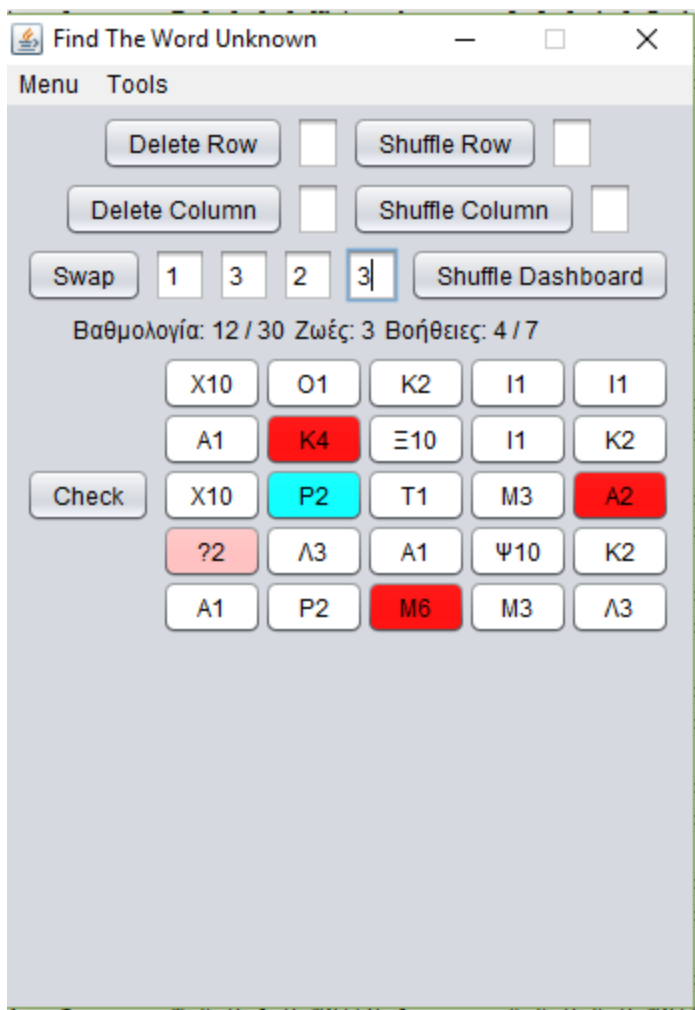 Find The Word Unknown
Menu Tools
Delete Row Shuffle Row
Delete Column Shuffle Column
Swap 1 3 2 3 Shuffle Dashboard
Βαθμολογία: 12 / 30 Ζωές: 3 Βοήθειες: 4 / 7
Χ10 Ο1 Κ2 Ι1 Ι1
Α1 Κ4 Ξ10 Ι1 Κ2
Check Χ10 Ρ2 Τ1 Μ3 Α2
?2 Λ3 Α1 Ψ10 Κ2
Α1 Ρ2 Μ6 Μ3 Λ3